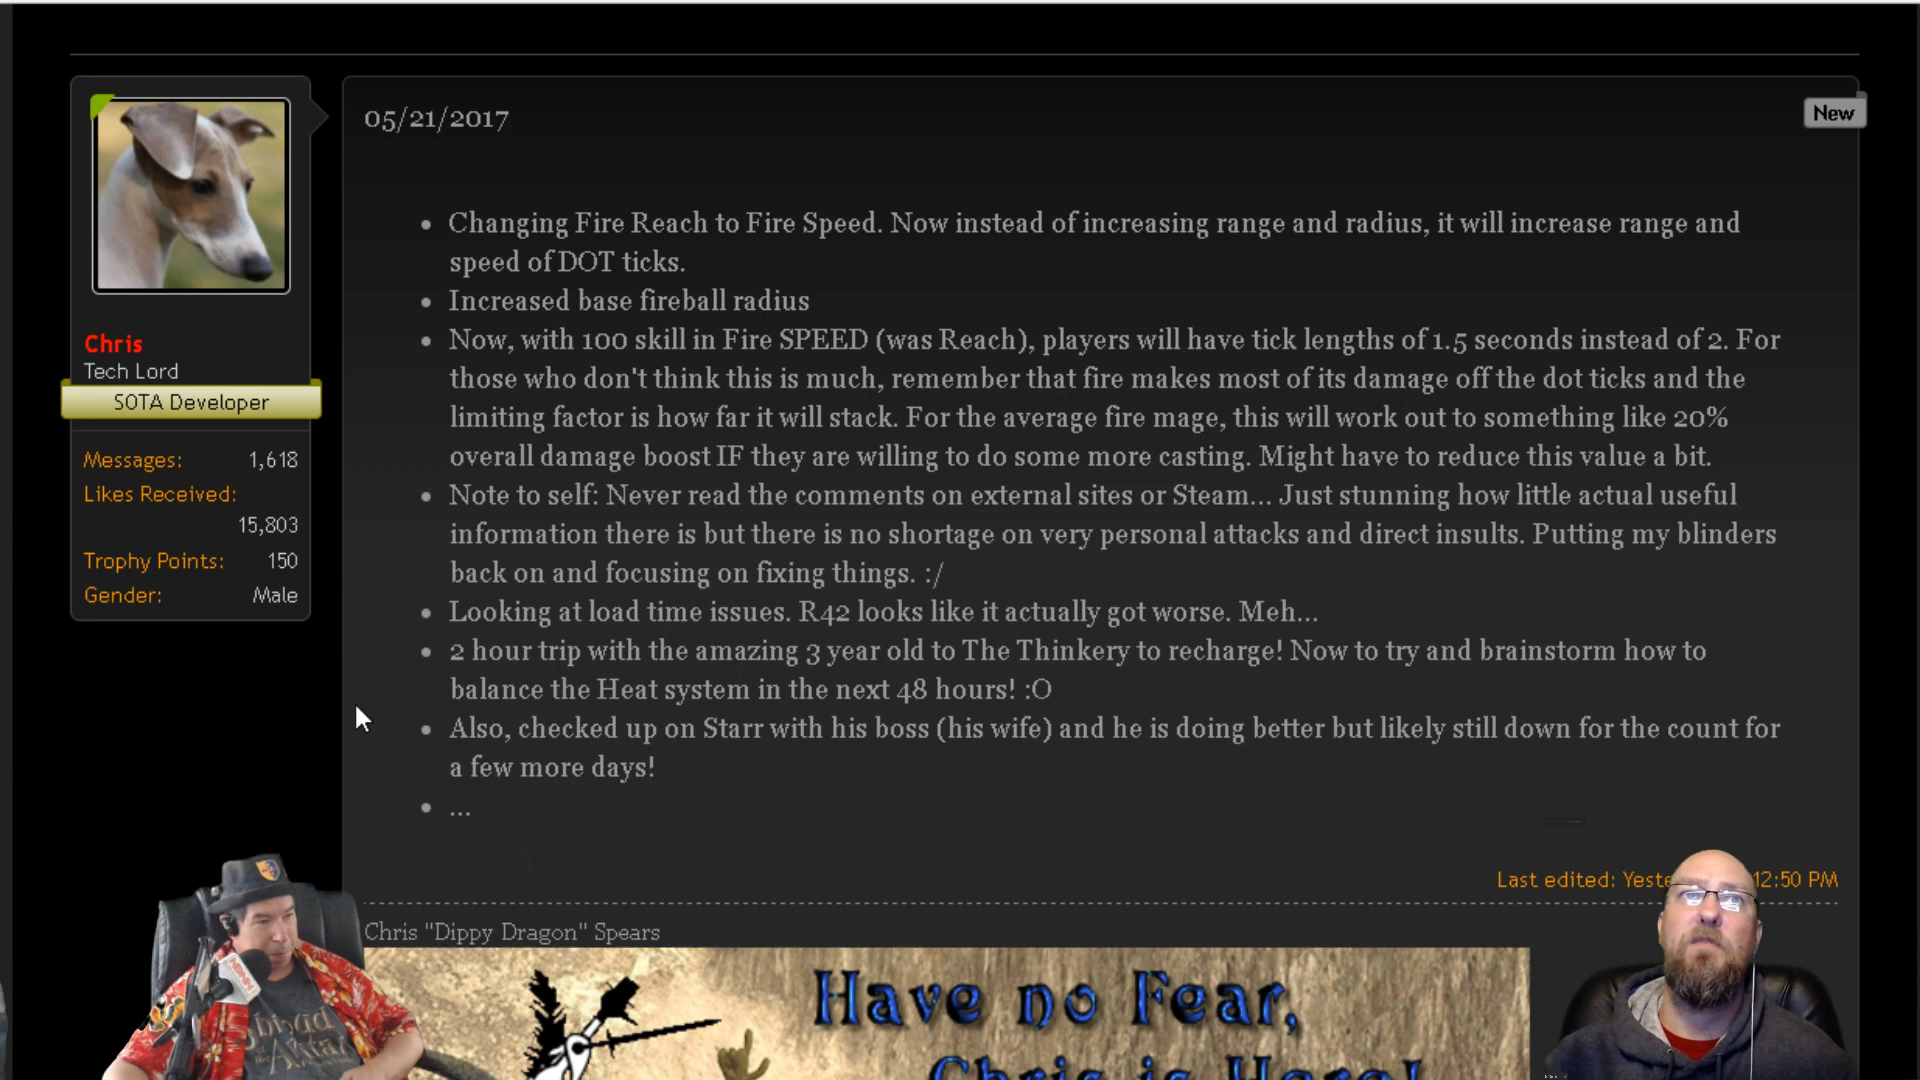 05/21/2017
New
• Changing Fire Reach to Fire Speed. Now instead of increasing range and radius, it will increase range and
speed of DOT ticks.
• Increased base fireball radius
• Now, with 100 skill in Fire SPEED (was Reach), players will have tick lengths of 1.5 seconds instead of 2. For
those who don't think this is much, remember that fire makes most of its damage off the dot ticks and the
limiting factor is how far it will stack. For the average fire mage, this will work out to something like 20%
overall damage boost IF they are willing to do some more casting. Might have to reduce this value a bit.
• Note to self: Never read the comments on external sites or Steam... Just stunning how little actual useful
information there is but there is no shortage on very personal attacks and direct insults. Putting my blinders
back on and focusing on fixing things. :/
• Looking at load time issues. R42 looks like it actually got worse. Meh...
• 2 hour trip with the amazing 3 year old to The Thinkery to recharge! Now to try and brainstorm how to
balance the Heat system in the next 48 hours! :O
• Also, checked up on Starr with his boss (his wife) and he is doing better but likely still down for the count for
a few more days!
• ...
Chris
Tech Lord
SOTA Developer
Messages: 1,618
Likes Received:
15,803
Trophy Points: 150
Gender: Male
Last edited: 12:50 PM
Chris "Dippy Dragon" Spears
Have no Fear,
Chris is Here!